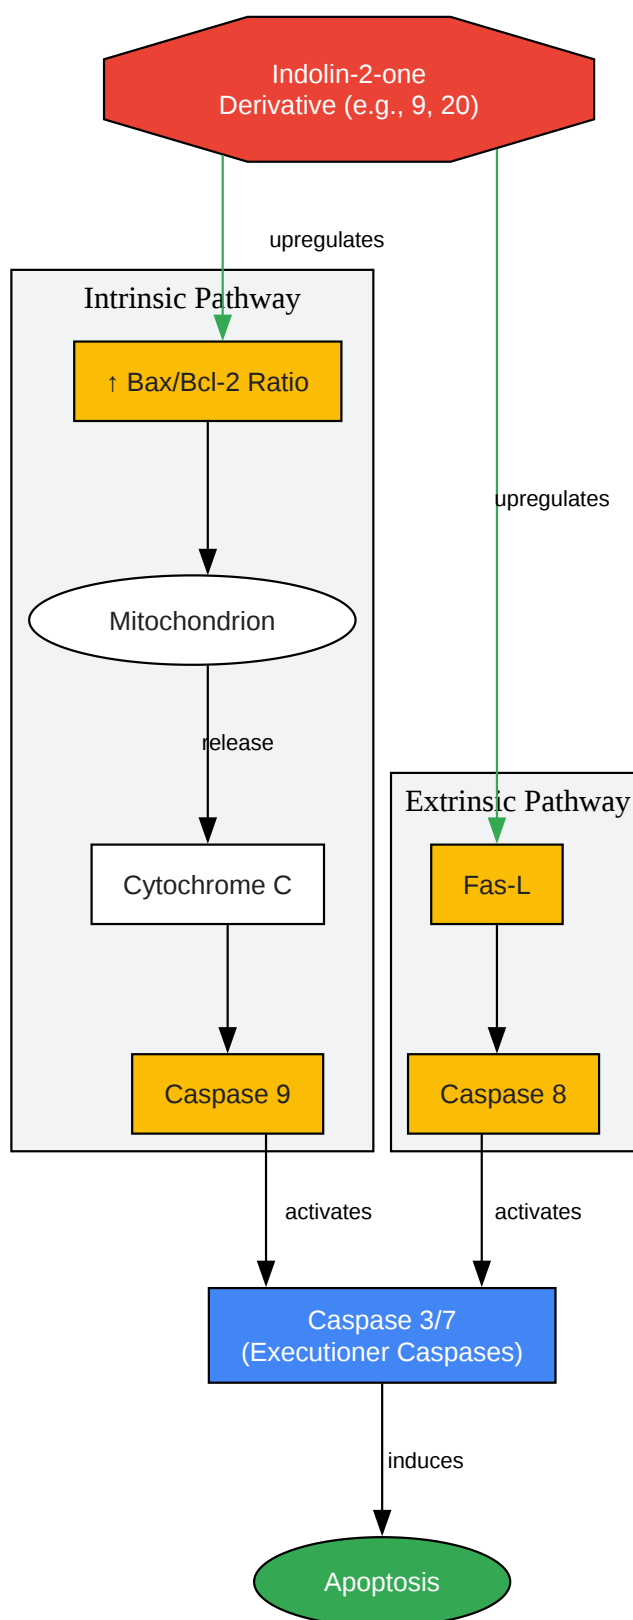 Indolin-2-one
Derivative (e.g., 9, 20)
upregulates
Intrinsic Pathway
↑ Bax/Bcl-2 Ratio
upregulates
Mitochondrion
release
Extrinsic Pathway
Cytochrome C
Fas-L
Caspase 9
Caspase 8
activates
activates
Caspase 3/7
(Executioner Caspases)
induces
Apoptosis